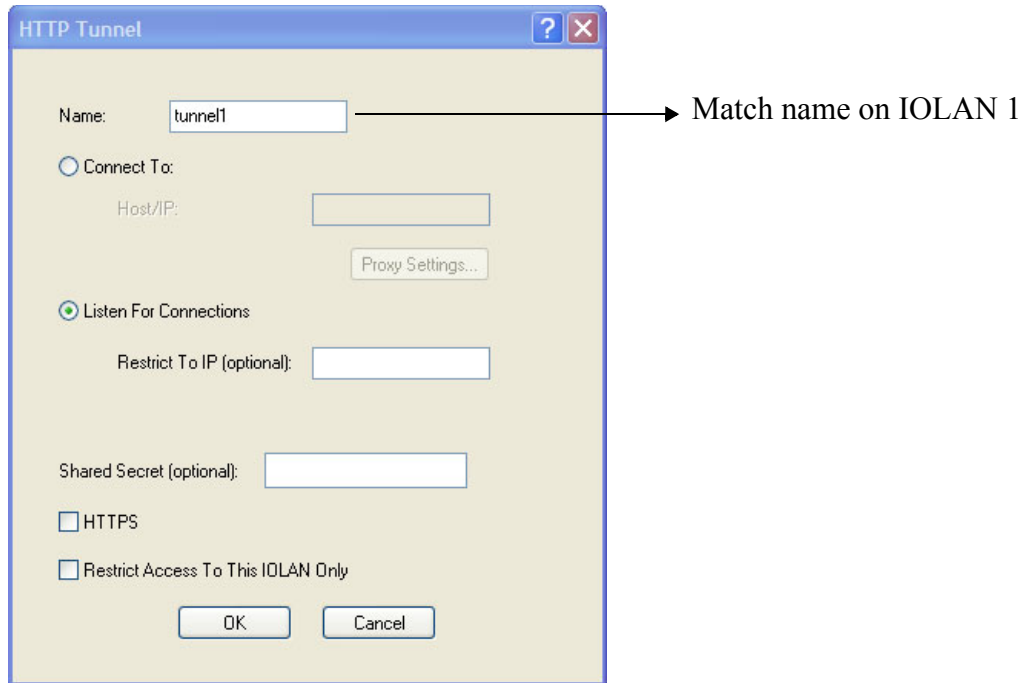 HTTP Tunnel
Name: tunnel1 Match name on IOLAN 1
Connect To:
Host/IP:
Proxy Settings...
Listen For Connections
Restrict To IP (optional):
Shared Secret (optional):
HTTPS
Restrict Access To This IOLAN Only
OK Cancel